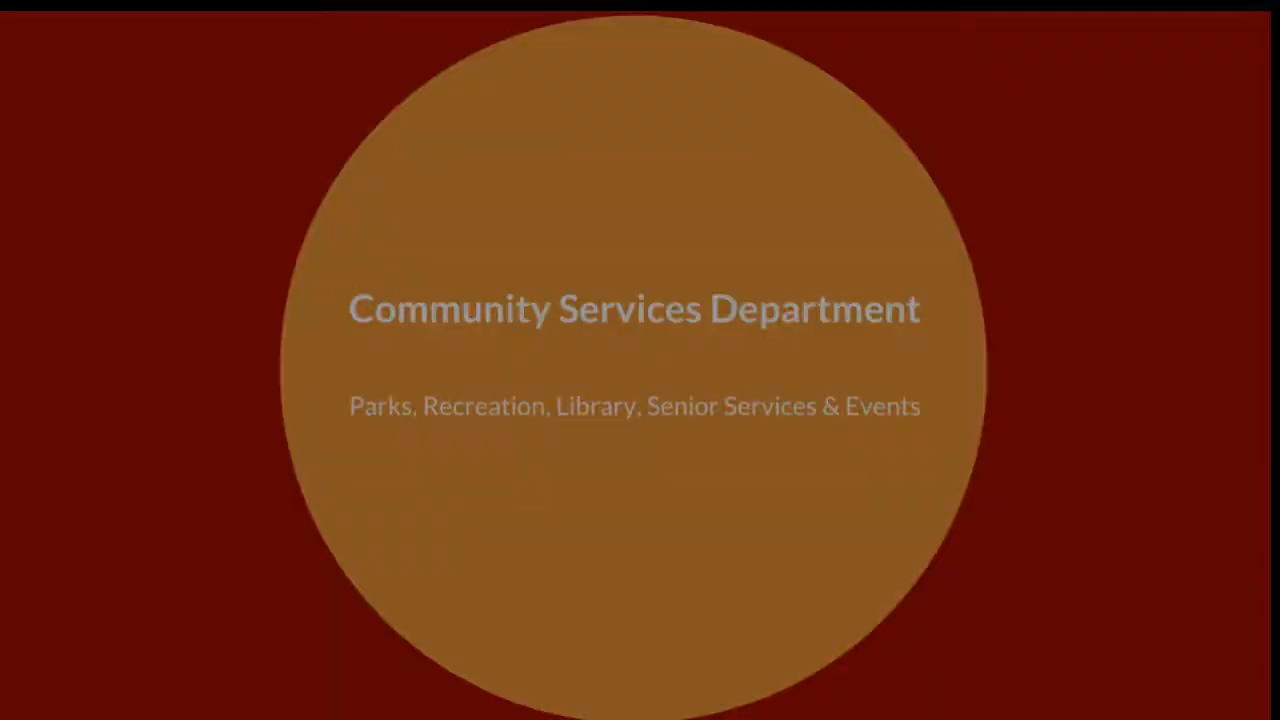 Community Services Department
Parks, Recreation, Library, Senior Services & Events